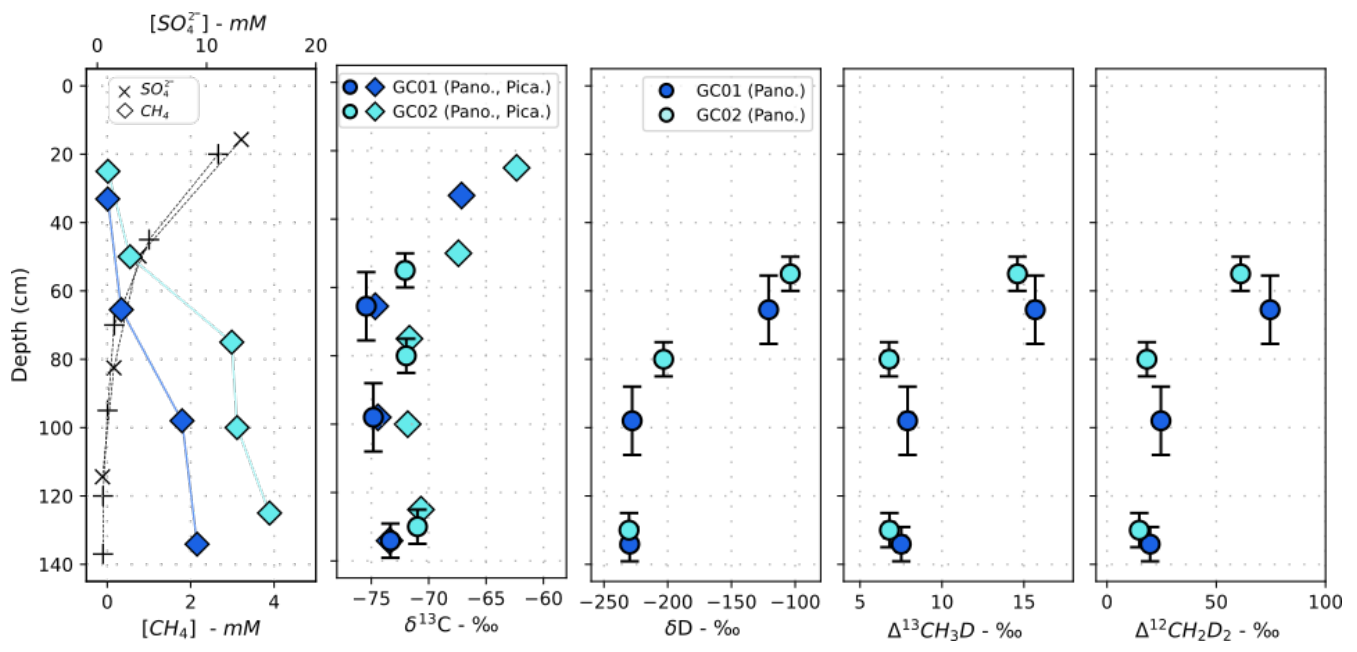 [SO₄²⁻] - mM
0 10 20
SO₄²⁻
CH₄
GC01 (Pano., Pica.)
GC02 (Pano., Pica.)
GC01 (Pano.)
GC02 (Pano.)
0
20
40
60
80
100
120
140
Depth (cm)
0 2 4
−75 −70 −65 −60
−250 −200 −150 −100
5 10 15
0 50 100
[CH₄] - mM
δ¹³C - ‰
δD - ‰
Δ¹³CH₃D - ‰
Δ¹²CH₂D₂ - ‰